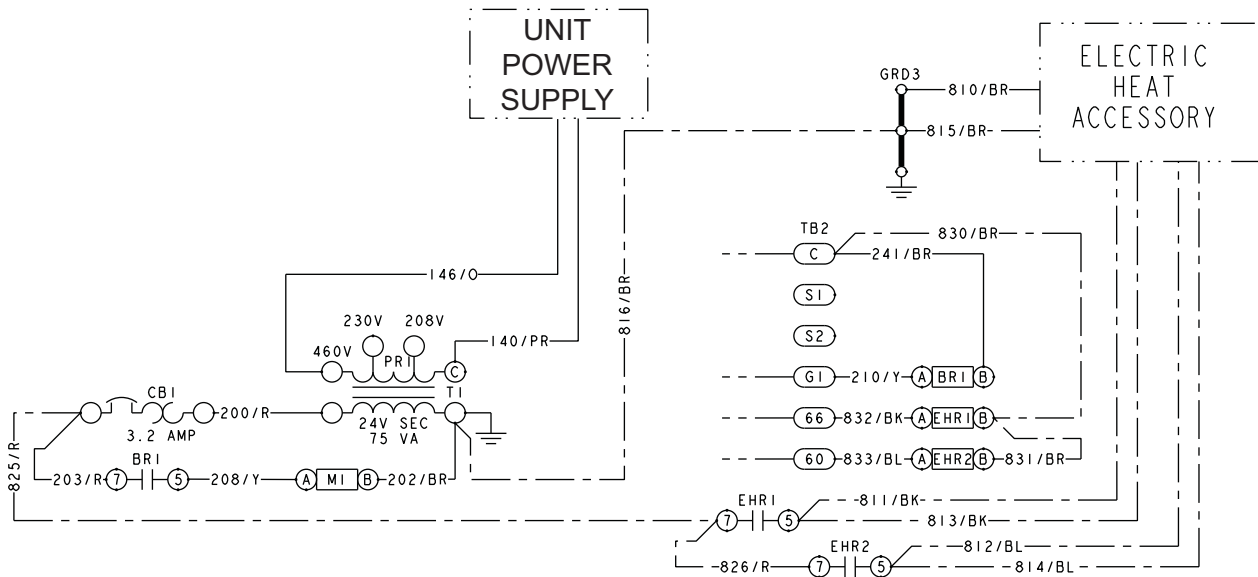 UNIT
POWER
SUPPLY
ELECTRIC
HEAT
ACCESSORY
GRD3
810/BR
815/BR
TB2
830/BR
C
241/BR
146/O
816/BR
S1
S2
230V 208V
140/PR
460V PR1 C
G1 210/Y A BR1 B
CB1 T1
200/R
24V SEC
75 VA
3.2 AMP
66 832/BK A EHR1 B
60 833/BL A EHR2 B 831/BR
825/R
BR1
203/R 7 5 208/Y A M1 B 202/BR
EHR1 811/BK
7 5 813/BK
EHR2 812/BL
826/R 7 5 814/BL